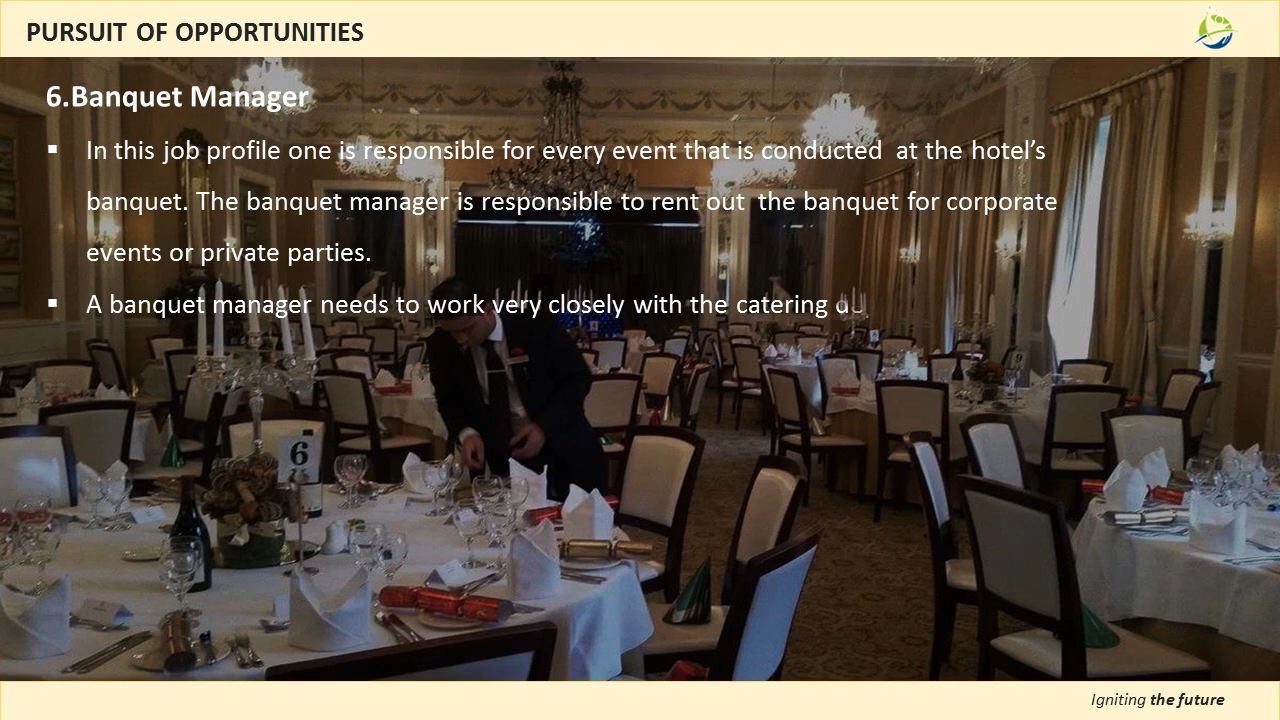 PURSUIT OF OPPORTUNITIES
6.Banquet Manager
▪ In this job profile one is responsible for every event that is conducted at the hotel’s
banquet. The banquet manager is responsible to rent out the banquet for corporate
events or private parties.
▪ A banquet manager needs to work very closely with the catering
6
Igniting the future